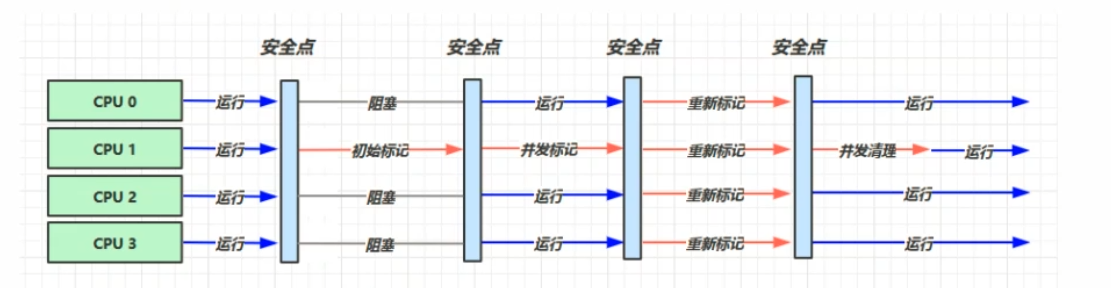 安全点 安全点 安全点 安全点
CPU 0 运行 阻塞 运行 重新标记 运行
CPU 1 运行 初始标记 并发标记 重新标记 并发清理 运行
CPU 2 运行 阻塞 运行 重新标记 运行
CPU 3 运行 阻塞 运行 重新标记 运行